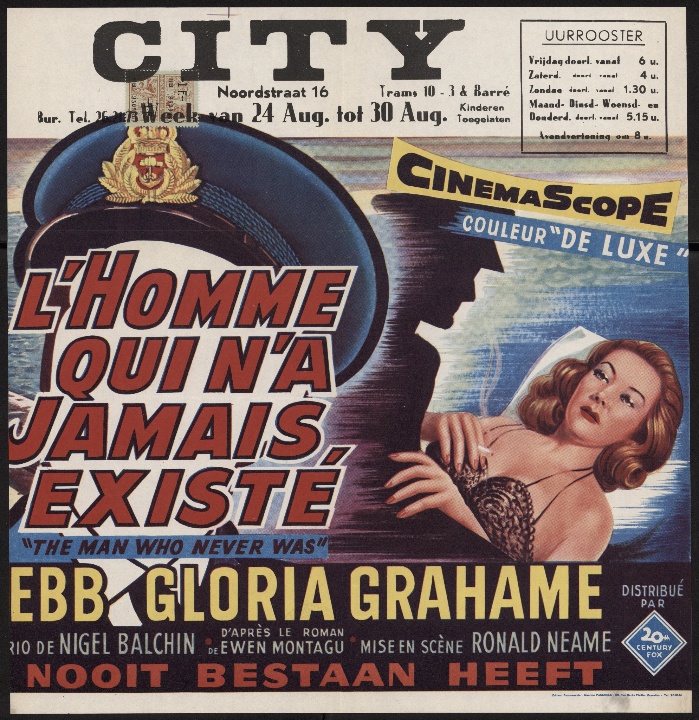 CITY
Noordstraat 16
Trams 10 - 3 & Barré
Bur. Tel.
Week van 24 Aug. tot 30 Aug.
Kinderen
Toegelaten
UURROOSTER
Vrijdag doorl. vanaf 6 u.
Zaterd. doorl. vanaf 4 u.
Zondag doorl. vanaf 1.30 u.
Maand- Dinsd- Woensd- en
Donderd. doorl. vanaf 5.15 u.
Avondvertoning om 8 u.
CINEMASCOPE
COULEUR "DE LUXE"
L'HOMME
QUI N'A
JAMAIS
EXISTÉ
"THE MAN WHO NEVER WAS"
EBB GLORIA GRAHAME
DISTRIBUÉ
PAR
20TH
CENTURY
FOX
RIO DE NIGEL BALCHIN • D'APRÈS LE ROMAN DE EWEN MONTAGU • MISE EN SCÈNE RONALD NEAME
NOOIT BESTAAN HEEFT